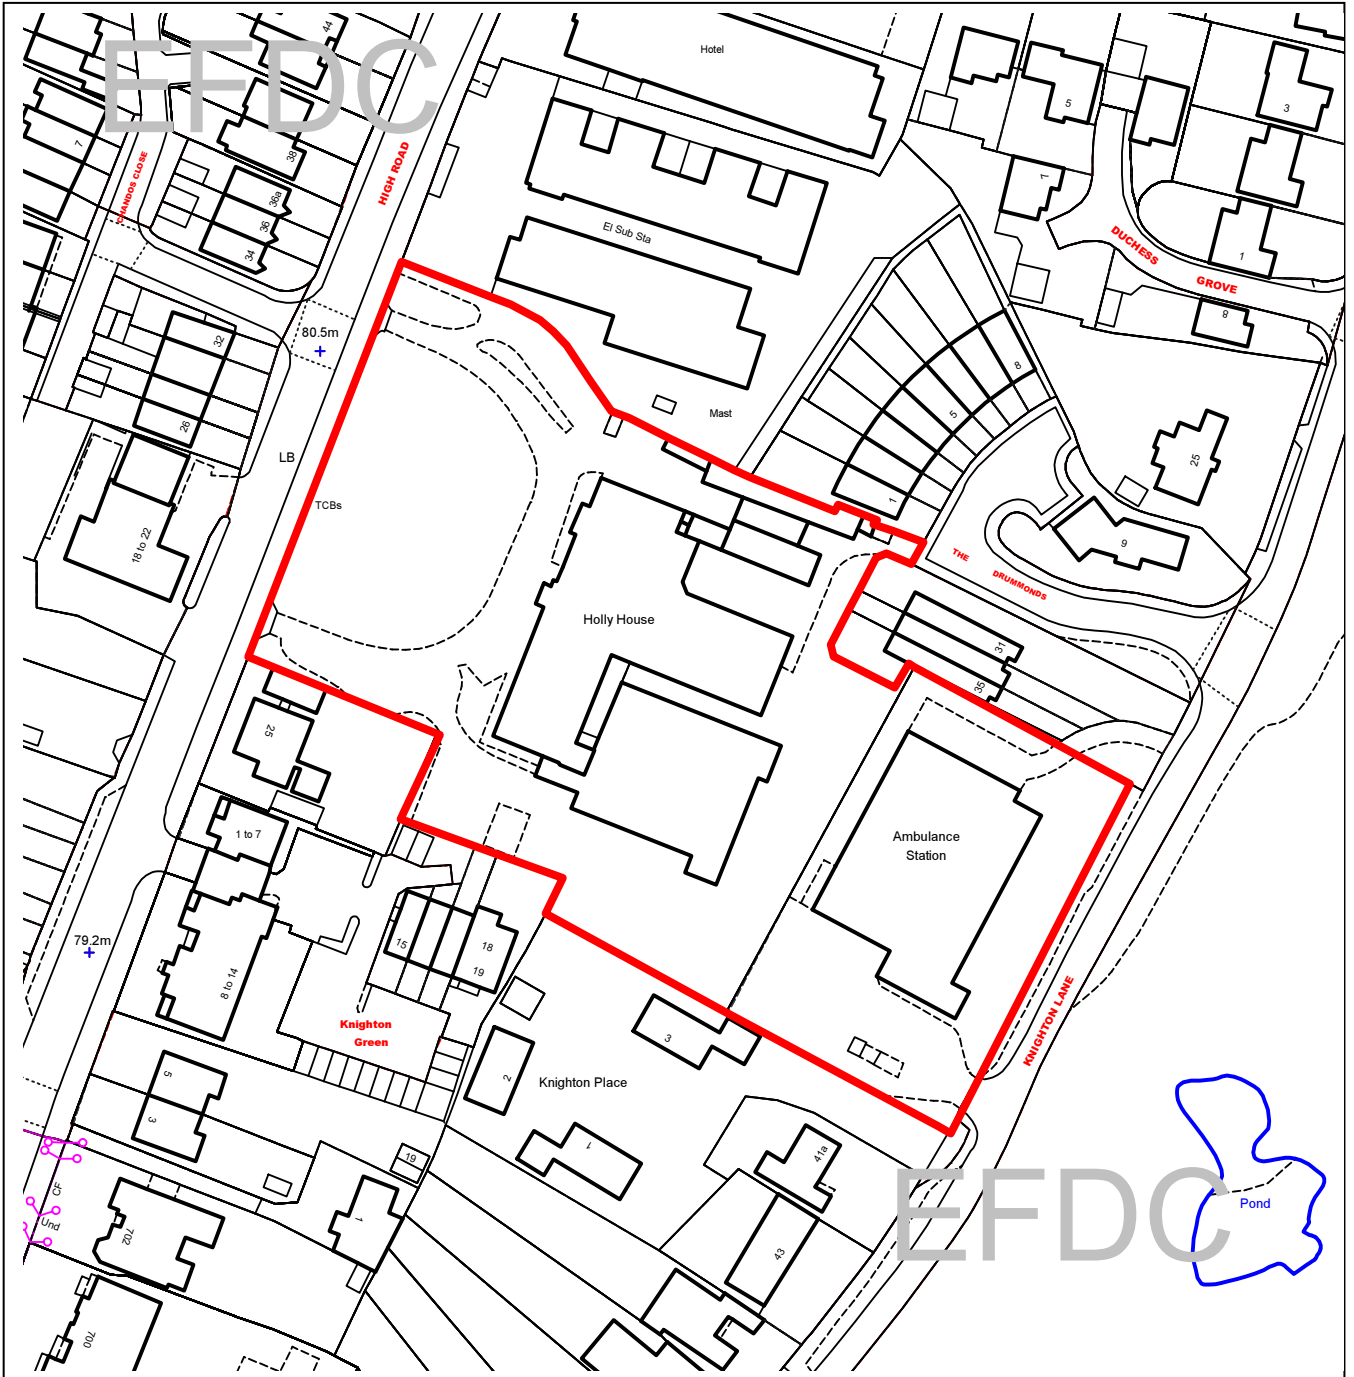 EFDC
44
Hotel
5
3
7
CHANDOS CLOSE
38
HIGH ROAD
36a
36
34
El Sub Sta
7
DUCHESS
GROVE
1
8
80.5m
32
26
Mast
8
5
1
25
LB
TCBs
18 to 22
9
THE
DRUMMONDS
Holly House
31
35
25
1 to 7
Ambulance
Station
79.2m
15
18
19
8 to 14
Knighton
Green
KNIGHTON LANE
3
2
Knighton Place
5
3
1
41a
19
CF
Und
1
702
43
EFDC
Pond
700